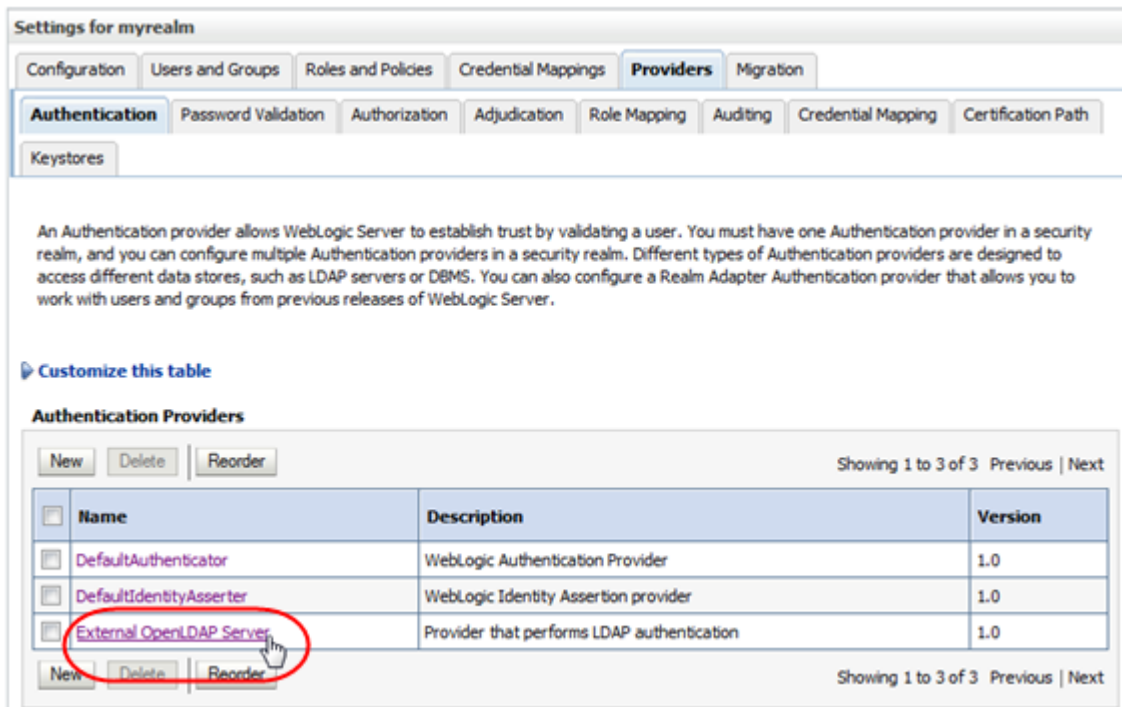 Settings for myrealm
Configuration Users and Groups Roles and Policies Credential Mappings Providers Migration
Authentication Password Validation Authorization Adjudication Role Mapping Auditing Credential Mapping Certification Path
Keystores
An Authentication provider allows WebLogic Server to establish trust by validating a user. You must have one Authentication provider in a security
realm, and you can configure multiple Authentication providers in a security realm. Different types of Authentication providers are designed to
access different data stores, such as LDAP servers or DBMS. You can also configure a Realm Adapter Authentication provider that allows you to
work with users and groups from previous releases of WebLogic Server.
Customize this table
Authentication Providers
New Delete Reorder Showing 1 to 3 of 3 Previous | Next
Name Description Version
DefaultAuthenticator WebLogic Authentication Provider 1.0
DefaultIdentityAsserter WebLogic Identity Assertion provider 1.0
External OpenLDAP Server Provider that performs LDAP authentication 1.0
New Delete Reorder Showing 1 to 3 of 3 Previous | Next